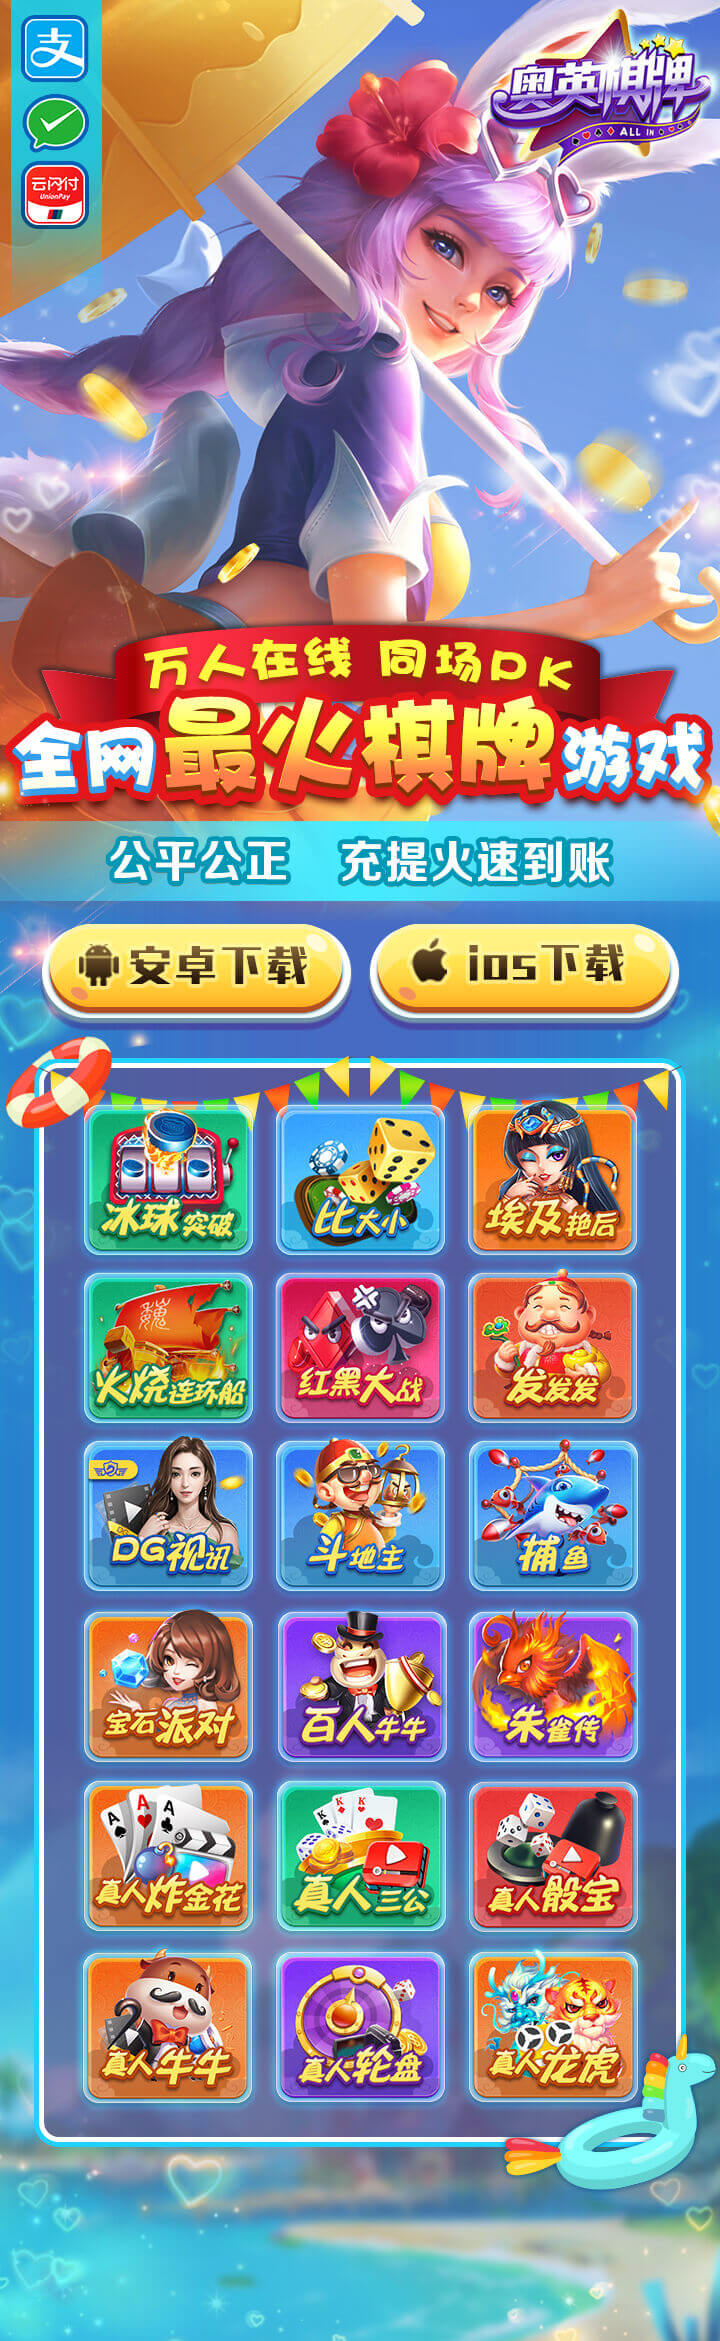 支
奥英棋牌
ALL IN
云闪付
UnionPay
万人在线 同场PK
全网最火棋牌游戏
公平公正 充提火速到账
安卓下载
ios下载
冰球突破
比大小
埃及艳后
魏
火烧连环船
红黑大战
发发发
DG
DG视讯
斗地主
捕鱼
宝石派对
百人牛牛
朱雀传
A A A
K K K
真人炸金花
真人三公
真人骰宝
真人牛牛
真人轮盘
真人龙虎